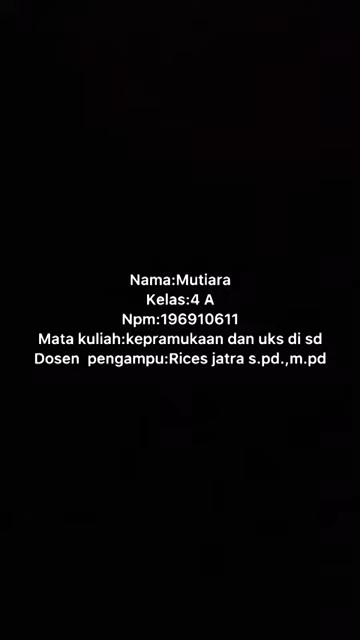 Nama:Mutiara
Kelas:4 A
Npm:196910611
Mata kuliah:kepramukaan dan uks di sd
Dosen  pengampu:Rices jatra s.pd.,m.pd